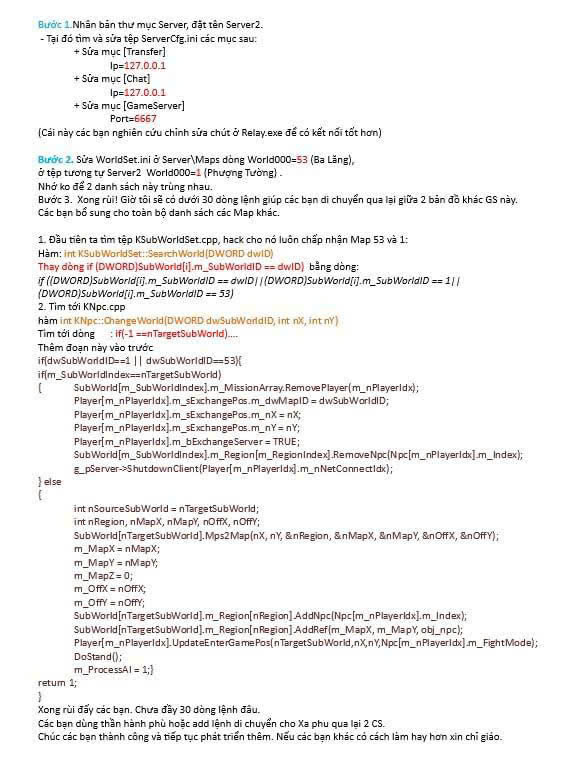 Bước 1.Nhân bản thư mục Server, đặt tên Server2.
- Tại đó tìm và sửa tệp ServerCfg.ini các mục sau:
+ Sửa mục [Transfer]
Ip=127.0.0.1
+ Sửa mục [Chat]
Ip=127.0.0.1
+ Sửa mục [GameServer]
Port=6667
(Cái này các bạn nghiên cứu chỉnh sửa chút ở Relay.exe để có kết nối tốt hơn)
Bước 2. Sửa WorldSet.ini ở Server\Maps dòng World000=53 (Ba Lăng),
ở tệp tương tự Server2 World000=1 (Phượng Tường) .
Nhớ ko để 2 danh sách này trùng nhau.
Bước 3. Xong rùi! Giờ tôi sẽ có dưới 30 dòng lệnh giúp các bạn di chuyển qua lại giữ 2 bản đồ khác GS này.
Các bạn bổ sung cho toàn bộ danh sách các Map khác.
1. Đầu tiên ta tìm tệp KSubWorldSet.cpp, hack cho nó luôn chấp nhận Map 53 và 1:
Hàm: int KSubWorldSet::SearchWorld(DWORD dwID)
Thay dòng if (DWORD)SubWorld[i].m_SubWorldID == dwID) bằng dòng:
if ((DWORD)SubWorld[i].m_SubWorldID == dwID||(DWORD)SubWorld[i].m_SubWorldID == 1||
(DWORD)SubWorld[i].m_SubWorldID == 53)
2. Tìm tới KNpc.cpp
hàm int KNpc::ChangeWorld(DWORD dwSubWorldID, int nX, int nY)
Tìm tới dòng : if(-1 ==nTargetSubWorld)....
Thêm đoạn này vào trước
if(dwSubWorldID==1 || dwSubWorldID==53){
if(m_SubWorldIndex==nTargetSubWorld)
{ SubWorld[m_SubWorldIndex].m_MissionArray.RemovePlayer(m_nPlayerIdx);
Player[m_nPlayerIdx].m_sExchangePos.m_dwMapID = dwSubWorldID;
Player[m_nPlayerIdx].m_sExchangePos.m_nX = nX;
Player[m_nPlayerIdx].m_sExchangePos.m_nY = nY;
Player[m_nPlayerIdx].m_bExchangeServer = TRUE;
SubWorld[m_SubWorldIndex].m_Region[m_RegionIndex].RemoveNpc(Npc[m_nPlayerIdx].m_Index);
g_pServer->ShutdownClient(Player[m_nPlayerIdx].m_nNetConnectIdx);
} else
{
int nSourceSubWorld = nTargetSubWorld;
int nRegion, nMapX, nMapY, nOffX, nOffY;
SubWorld[nTargetSubWorld].Mps2Map(nX, nY, &nRegion, &nMapX, &nMapY, &nOffX, &nOffY);
m_MapX = nMapX;
m_MapY = nMapY;
m_MapZ = 0;
m_OffX = nOffX;
m_OffY = nOffY;
SubWorld[nTargetSubWorld].m_Region[nRegion].AddNpc(Npc[m_nPlayerIdx].m_Index);
SubWorld[nTargetSubWorld].m_Region[nRegion].AddRef(m_MapX, m_MapY, obj_npc);
Player[m_nPlayerIdx].UpdateEnterGamePos(nTargetSubWorld,nX,nY,Npc[m_nPlayerIdx].m_FightMode);
DoStand();
m_ProcessAI = 1;}
return 1;
}
Xong rùi đấy các bạn. Chưa đầy 30 dòng lệnh đâu.
Các bạn dùng thần hành phù hoặc add lệnh di chuyển cho Xa phu qua lại 2 CS.
Chúc các bạn thành công và tiếp tục phát triển thêm. Nếu các bạn khác có cách làm hay hơn xin chỉ giáo.